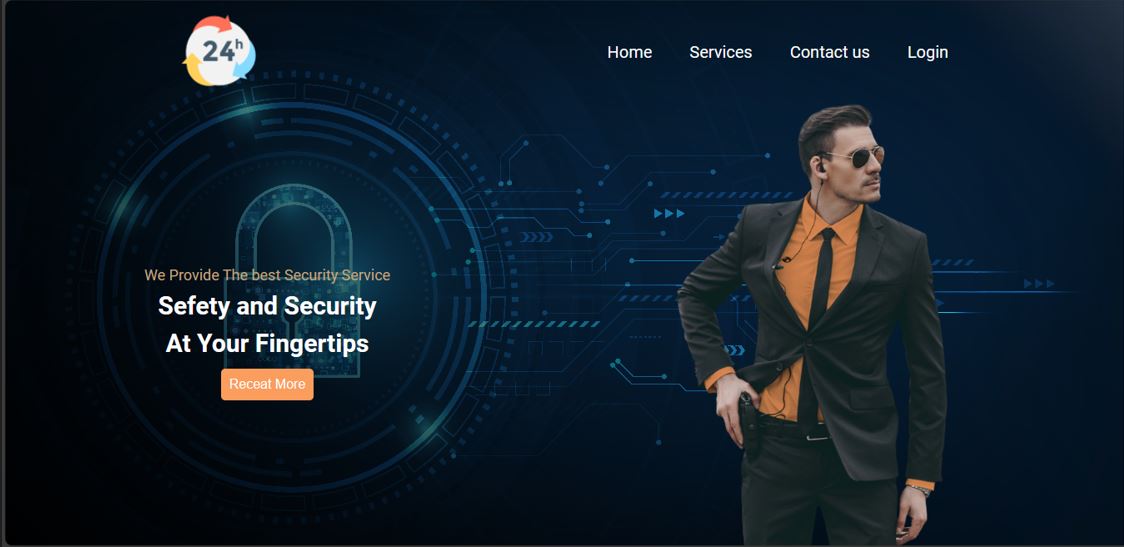 24h
Home Services Contact us Login
We Provide The best Security Service
Sefety and Security
At Your Fingertips
Receat More